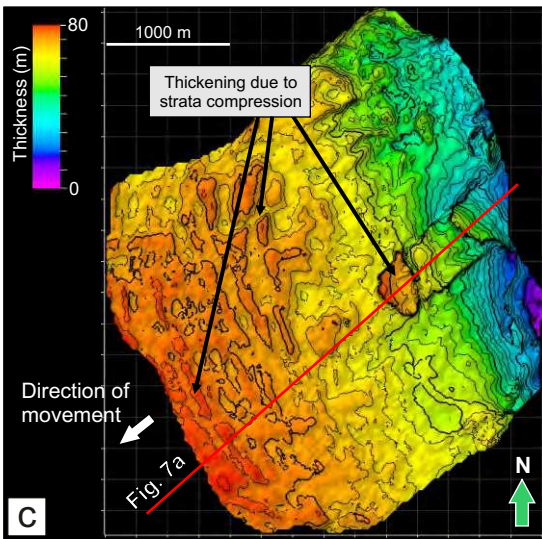 80
Thickness (m)
0
1000 m
Thickening due to
strata compression
Direction of
movement
Fig. 7a
N
C